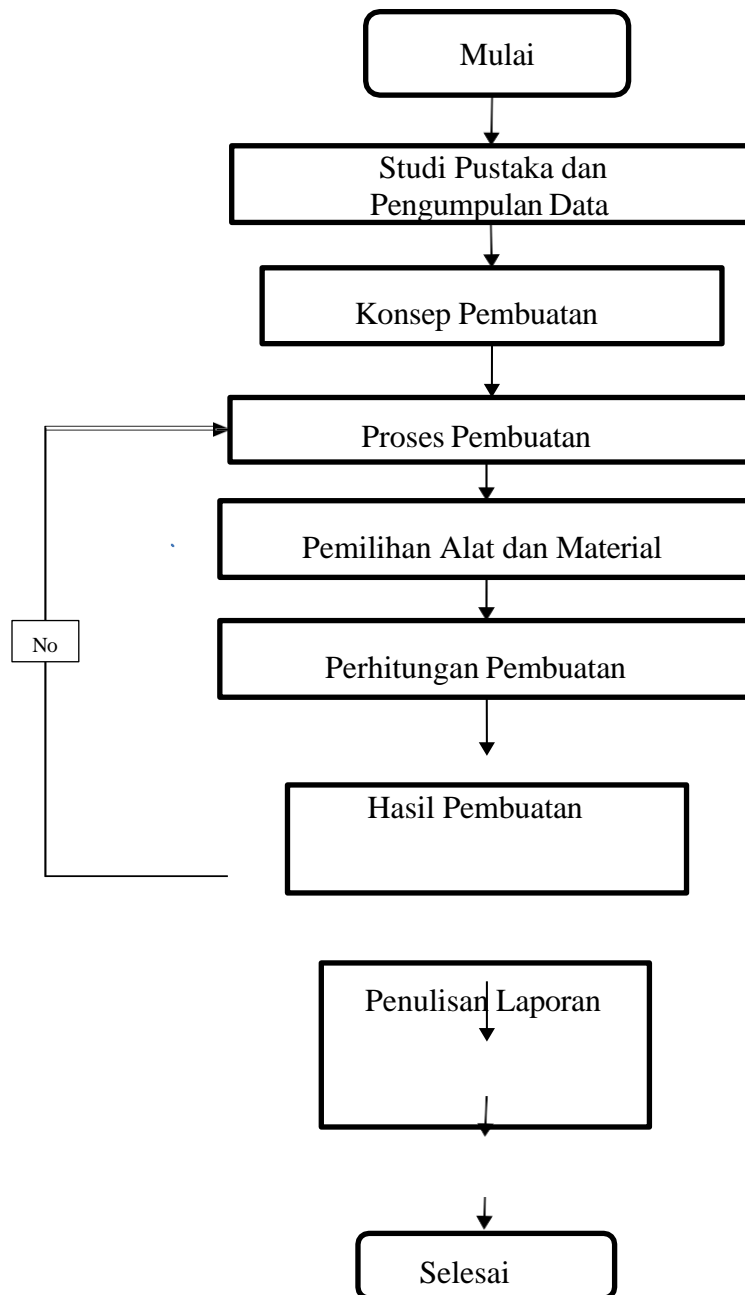 Mulai
Studi Pustaka dan
Pengumpulan Data
Konsep Pembuatan
Proses Pembuatan
Pemilihan Alat dan Material
No
Perhitungan Pembuatan
Hasil Pembuatan
Penulisan Laporan
Selesai